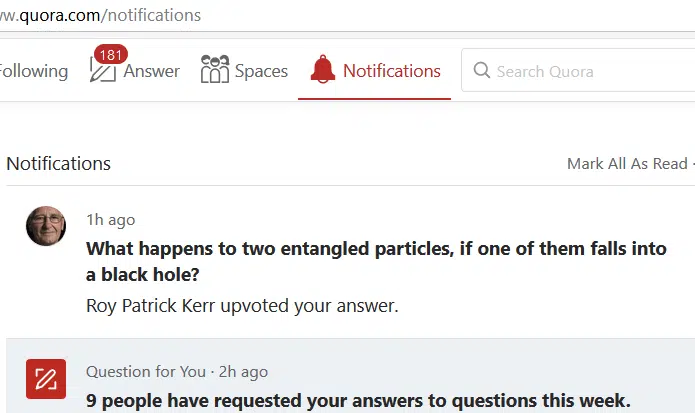 ww.quora.com/notifications
Following
181
Answer
Spaces
Notifications
Search Quora
Notifications
Mark All As Read ·
1h ago
What happens to two entangled particles, if one of them falls into
a black hole?
Roy Patrick Kerr upvoted your answer.
Question for You · 2h ago
9 people have requested your answers to questions this week.